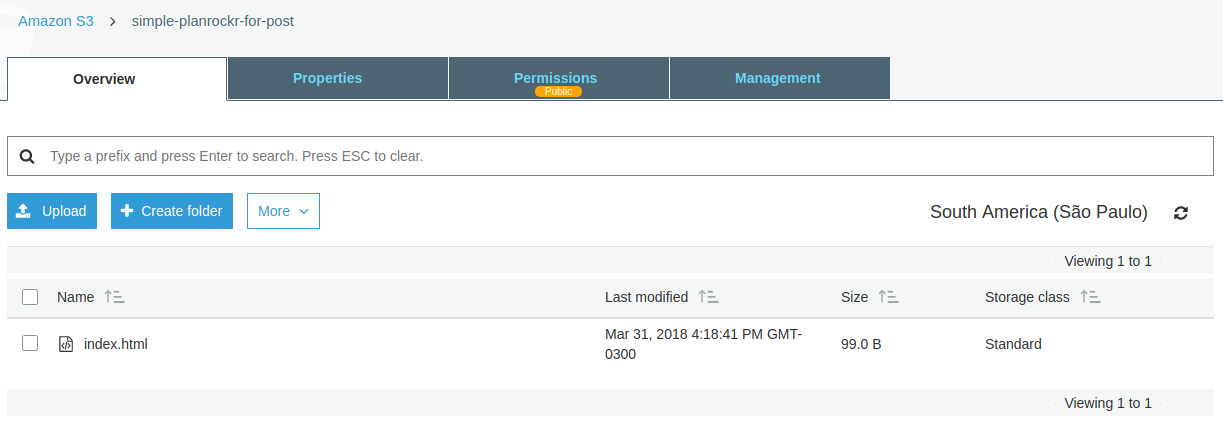 Amazon S3 > simple-planrockr-for-post
Overview Properties Permissions Management
Public
Type a prefix and press Enter to search. Press ESC to clear.
Upload Create folder More South America (São Paulo)
Viewing 1 to 1
Name Last modified Size Storage class
index.html Mar 31, 2018 4:18:41 PM GMT-
0300 99.0 B Standard
Viewing 1 to 1